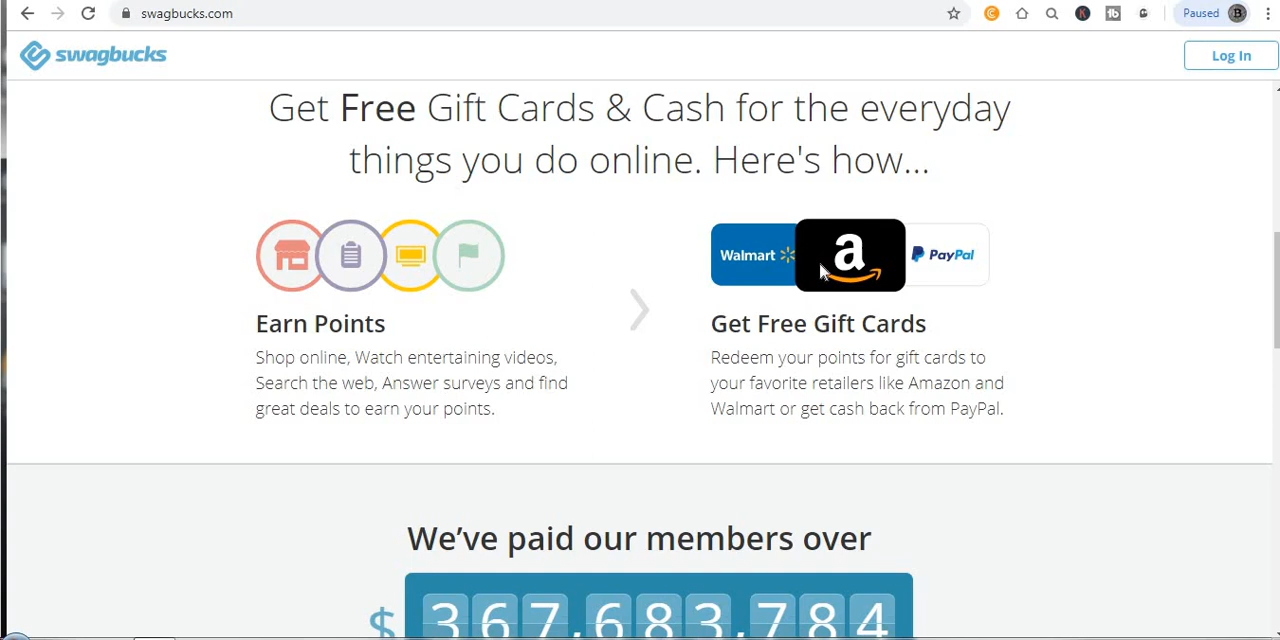 swagbucks.com
Paused B
K
tb
swagbucks
Log In
Get Free Gift Cards & Cash for the everyday
things you do online. Here's how...
Walmart
a
PayPal
Earn Points
Shop online, Watch entertaining videos,
Search the web, Answer surveys and find
great deals to earn your points.
Get Free Gift Cards
Redeem your points for gift cards to
your favorite retailers like Amazon and
Walmart or get cash back from PayPal.
We’ve paid our members over
$ 367,683,784